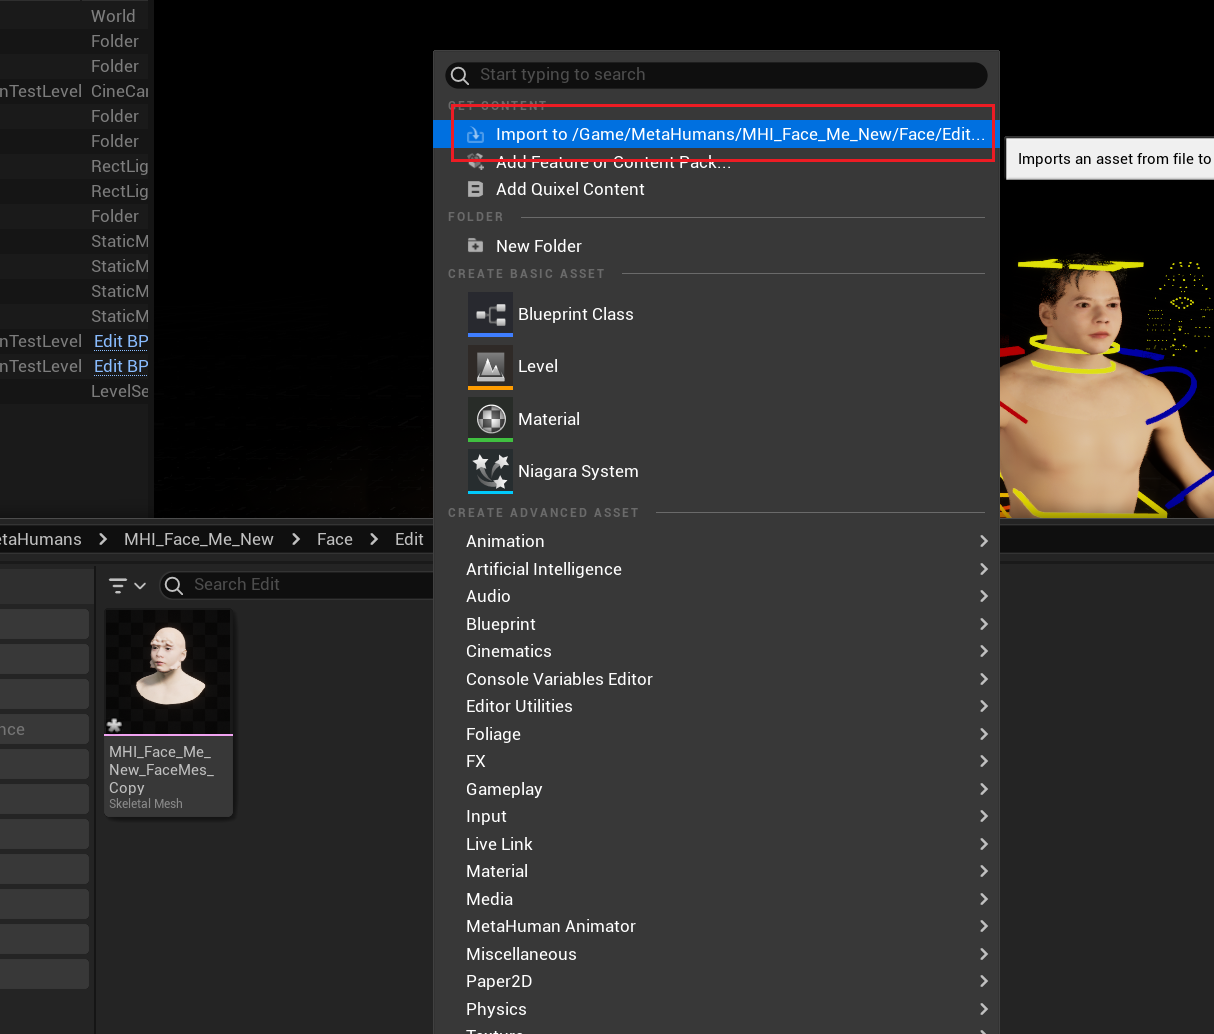 World
Folder
Folder
nTestLevel CineCar
Folder
Folder
RectLig
RectLig
Folder
StaticM
StaticM
StaticM
StaticM
nTestLevel Edit BP
nTestLevel Edit BP
LevelSe
Start typing to search
GET CONTENT
Import to /Game/MetaHumans/MHI_Face_Me_New/Face/Edit...
Imports an asset from file to
Add Feature or Content Pack...
Add Quixel Content
FOLDER
New Folder
CREATE BASIC ASSET
Blueprint Class
Level
Material
Niagara System
CREATE ADVANCED ASSET
Animation
Artificial Intelligence
Audio
Blueprint
Cinematics
Console Variables Editor
Editor Utilities
Foliage
FX
Gameplay
Input
Live Link
Material
Media
MetaHuman Animator
Miscellaneous
Paper2D
Physics
Texture
etaHumans > MHI_Face_Me_New > Face > Edit
Search Edit
nce
MHI_Face_Me_
New_FaceMes_
Copy
Skeletal Mesh